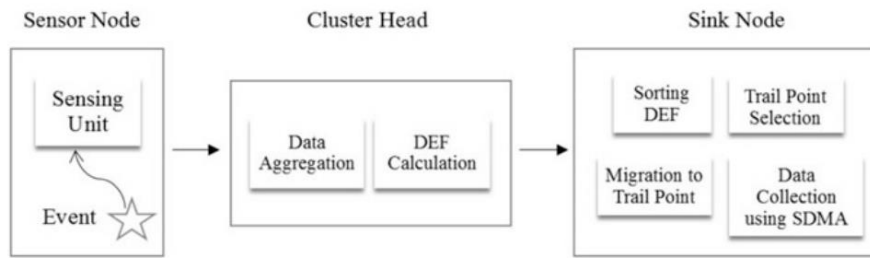 Sensor Node
Cluster Head
Sink Node
Sensing
Unit
Event
Data
Aggregation
DEF
Calculation
Sorting
DEF
Trail Point
Selection
Migration to
Trail Point
Data
Collection
using SDMA